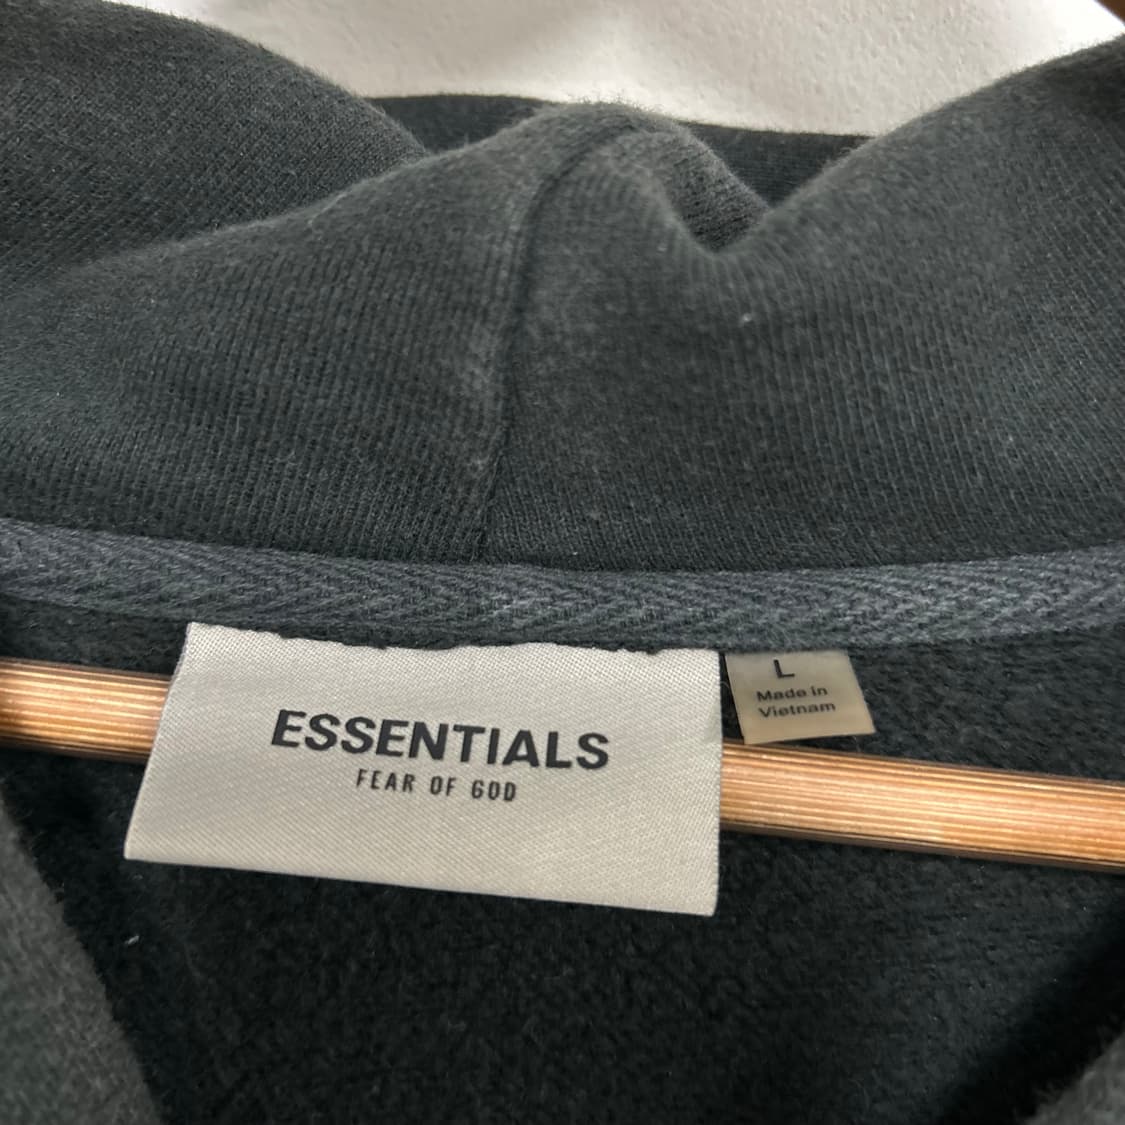 ESSENTIALS
FEAR OF GOD
L
Made in
Vietnam